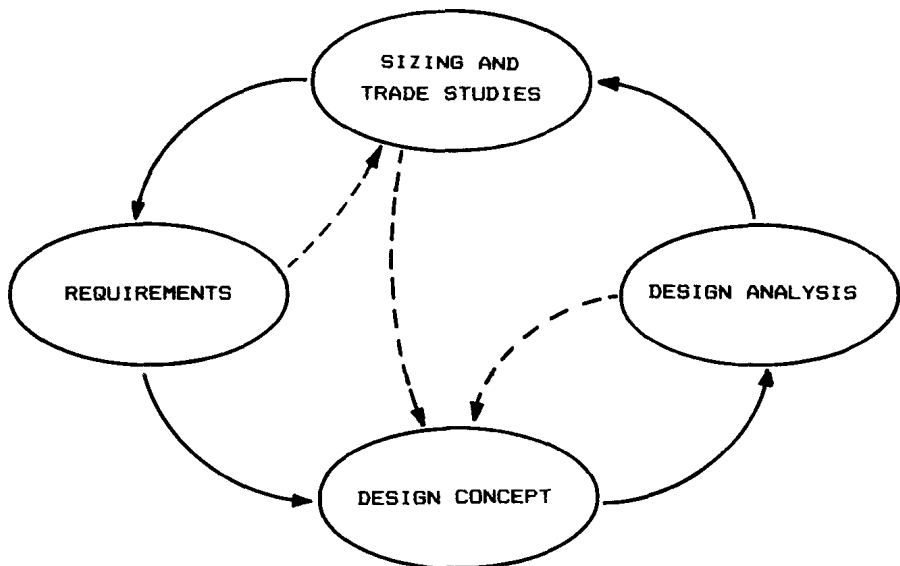 SIZING AND
TRADE STUDIES
REQUIREMENTS
DESIGN ANALYSIS
DESIGN CONCEPT